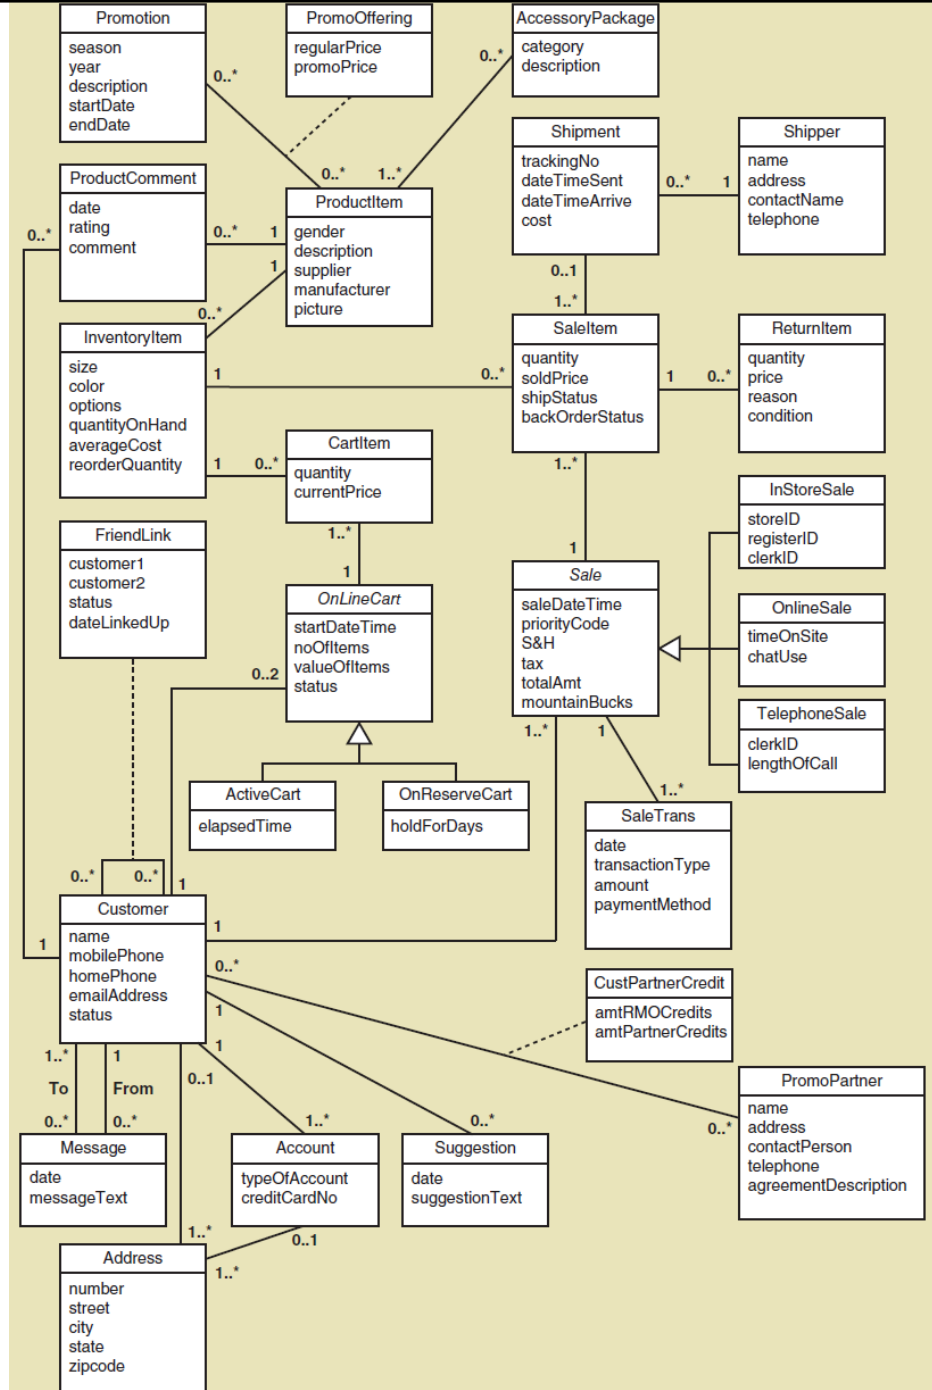 Promotion
season
year
description
startDate
endDate
PromoOffering
regularPrice
promoPrice
AccessoryPackage
category
description
0..*
0..*
0..*
1..*
Shipment
trackingNo
dateTimeSent
dateTimeArrive
cost
0..*
1
Shipper
name
address
contactName
telephone
ProductComment
date
rating
comment
0..*
0..*
1
ProductItem
gender
description
supplier
manufacturer
picture
1
0..*
0..1
1..*
InventoryItem
size
color
options
quantityOnHand
averageCost
reorderQuantity
1
0..*
SaleItem
quantity
soldPrice
shipStatus
backOrderStatus
1
0..*
ReturnItem
quantity
price
reason
condition
1
0..*
CartItem
quantity
currentPrice
1..*
1
1..*
1
InStoreSale
storeID
registerID
clerkID
FriendLink
customer1
customer2
status
dateLinkedUp
OnLineCart
startDateTime
noOfItems
valueOfItems
status
0..2
Sale
saleDateTime
priorityCode
S&H
tax
totalAmt
mountainBucks
OnlineSale
timeOnSite
chatUse
TelephoneSale
clerkID
lengthOfCall
1..*
1
1..*
ActiveCart
elapsedTime
OnReserveCart
holdForDays
SaleTrans
date
transactionType
amount
paymentMethod
0..*
0..*
1
Customer
name
mobilePhone
homePhone
emailAddress
status
1
1
0..*
1
1
CustPartnerCredit
amtRMOCredits
amtPartnerCredits
1..*
1
0..1
To
From
0..*
0..*
1..*
0..*
0..*
PromoPartner
name
address
contactPerson
telephone
agreementDescription
Message
date
messageText
Account
typeOfAccount
creditCardNo
Suggestion
date
suggestionText
1..*
0..1
1..*
Address
number
street
city
state
zipcode